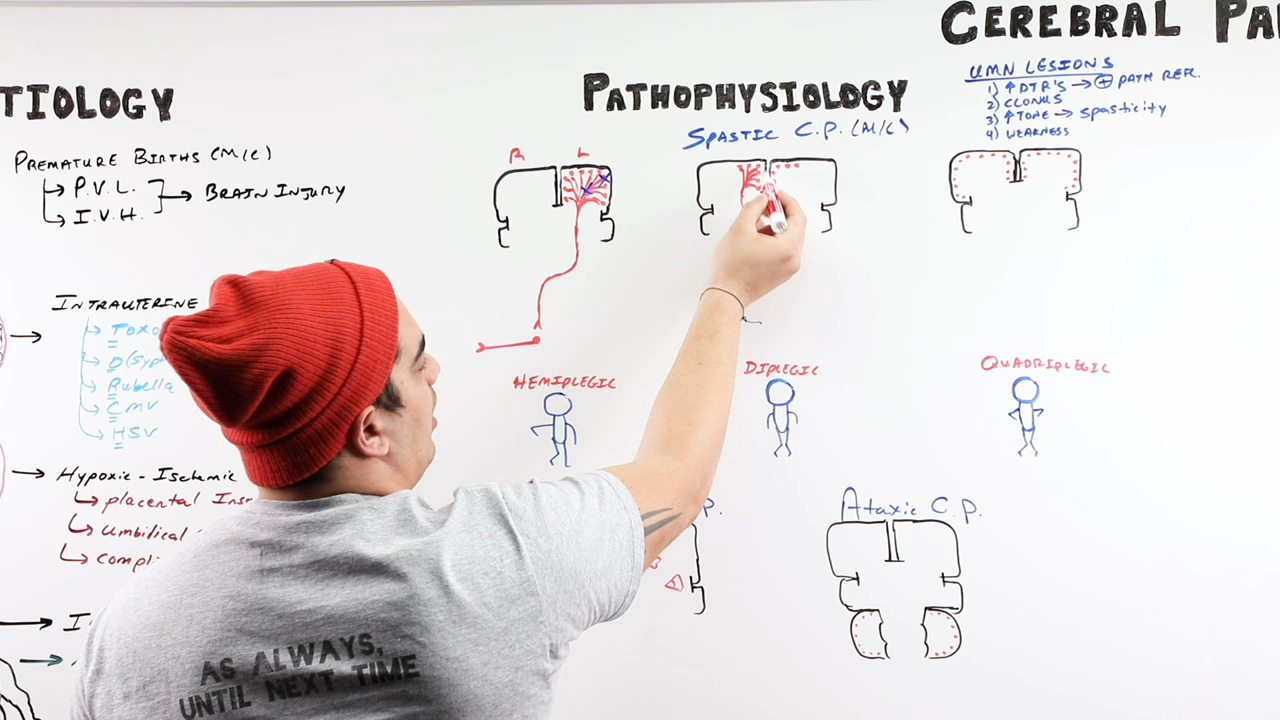 CEREBRAL PA
TIOLOGY
PREMATURE BIRTHS (M/C)
P.V.L.
I.V.H.
BRAIN INJURY
INTRAUTERINE
TOXO
O (Syph
Rubella
CMV
HSV
Hypoxic - Ischemic
placental Ins
umbilical
compl
I
PATHOPHYSIOLOGY
SPASTIC C.P. (M/C)
R L
UMN LESIONS
1) ↑ DTR'S → ⊕ PATH REF.
2) CLONUS
3) ↑ TONE → Spasticity
4) WEAKNESS
HEMIPLEGIC
DIPLEGIC
QUADRIPLEGIC
P.
Ataxic C.P.
AS ALWAYS,
UNTIL NEXT TIME